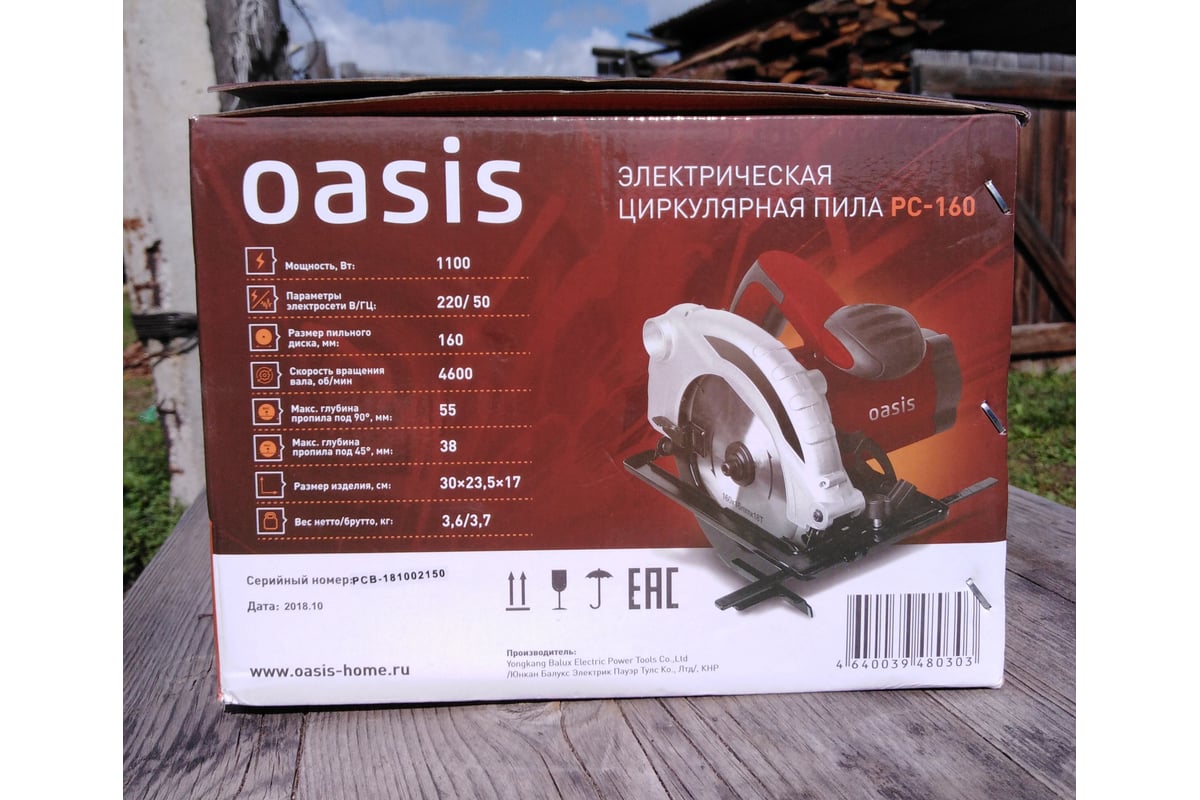 oasis
ЭЛЕКТРИЧЕСКАЯ
ЦИРКУЛЯРНАЯ ПИЛА PC-160
Мощность, Вт: 1100
Параметры
электросети В/ГЦ: 220/ 50
Размер пильного
диска, мм: 160
Скорость вращения
вала, об/мин 4600
Макс. глубина
пропила под 90°, мм: 55
Макс. глубина
пропила под 45°, мм: 38
Размер изделия, см: 30×23,5×17
Вес нетто/брутто, кг: 3,6/3,7
oasis
Серийный номер:PCB-181002150
Дата: 2018.10
EAC
www.oasis-home.ru
Производитель:
Yongkang Balux Electric Power Tools Co.,Ltd
/Юнкан Балукс Электрик Пауэр Тулс Ко., Лтд/, КНР
4 640039 480303